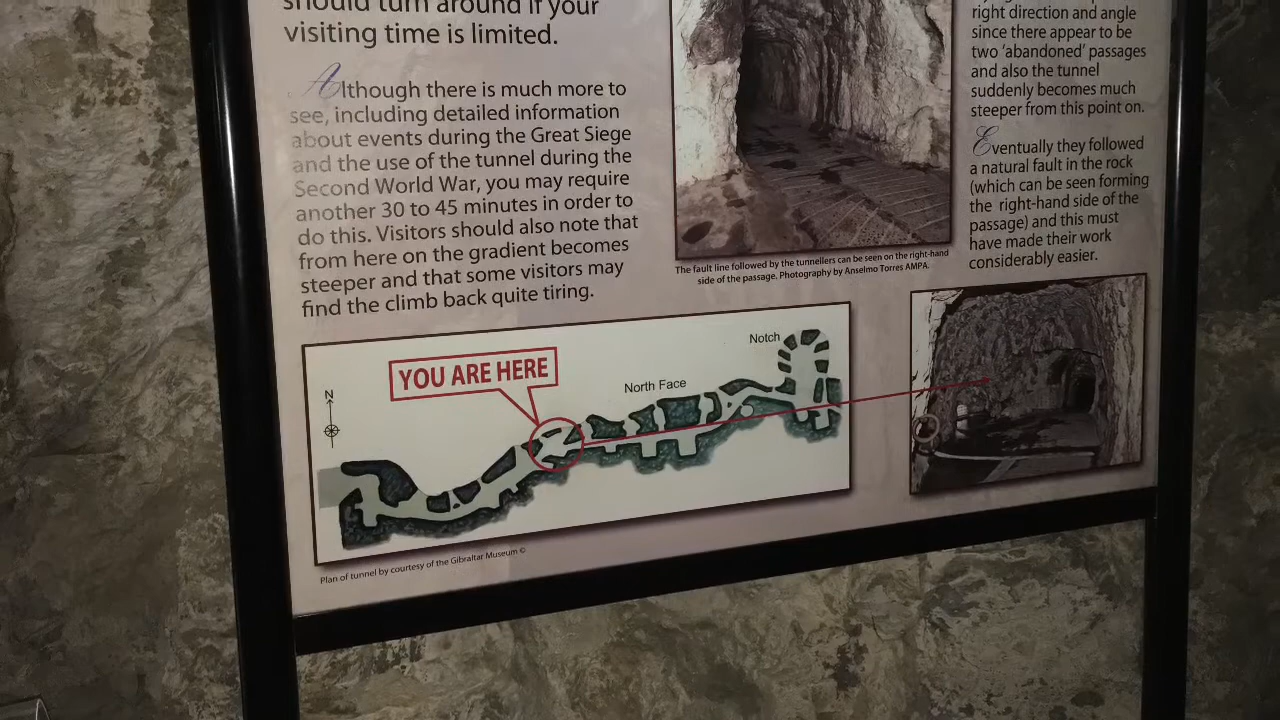 should turn around if your
visiting time is limited.
Although there is much more to
see, including detailed information
about events during the Great Siege
and the use of the tunnel during the
Second World War, you may require
another 30 to 45 minutes in order to
do this. Visitors should also note that
from here on the gradient becomes
steeper and that some visitors may
find the climb back quite tiring.
The fault line followed by the tunnellers can be seen on the right-hand
side of the passage. Photography by Anselmo Torres AMPA.
right direction and angle
since there appear to be
two 'abandoned' passages
and also the tunnel
suddenly becomes much
steeper from this point on.
Eventually they followed
a natural fault in the rock
(which can be seen forming
the right-hand side of the
passage) and this must
have made their work
considerably easier.
N
YOU ARE HERE
North Face
Notch
Plan of tunnel by courtesy of the Gibraltar Museum ©